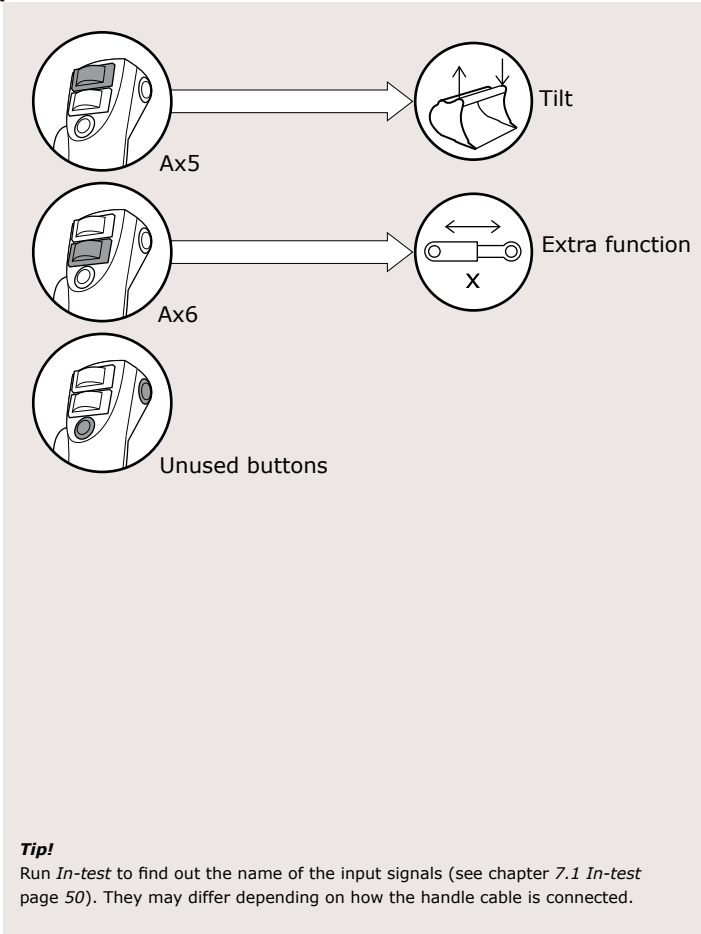 Tilt
Ax5
Extra function
x
Ax6
Unused buttons
Tip!
Run In-test to find out the name of the input signals (see chapter 7.1 In-test
page 50). They may differ depending on how the handle cable is connected.